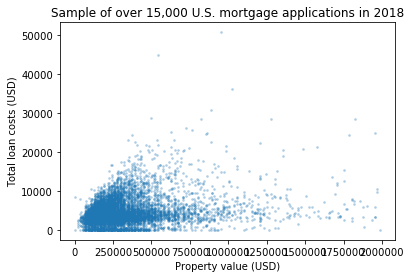 Sample of over 15,000 U.S. mortgage applications in 2018
Total loan costs (USD)
50000
40000
30000
20000
10000
0
0 250000 500000 750000 1000000 1250000 1500000 1750000 2000000
Property value (USD)